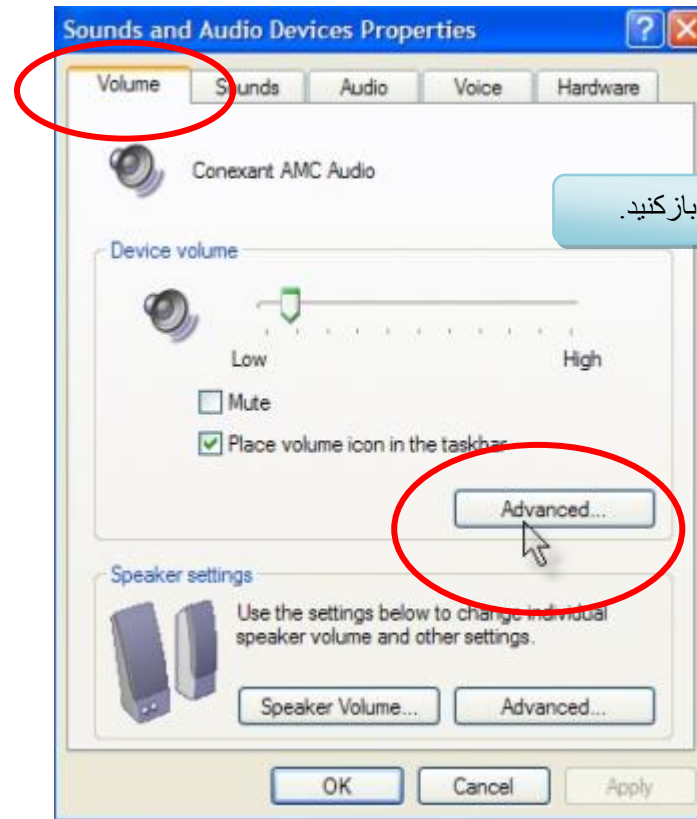 Sounds and Audio Devices Properties
Volume Sounds Audio Voice Hardware
Conexant AMC Audio
باز کنید.
Device volume
Low High
Mute
Place volume icon in the taskbar
Advanced...
Speaker settings
Use the settings below to change individual
speaker volume and other settings.
Speaker Volume... Advanced...
OK Cancel Apply